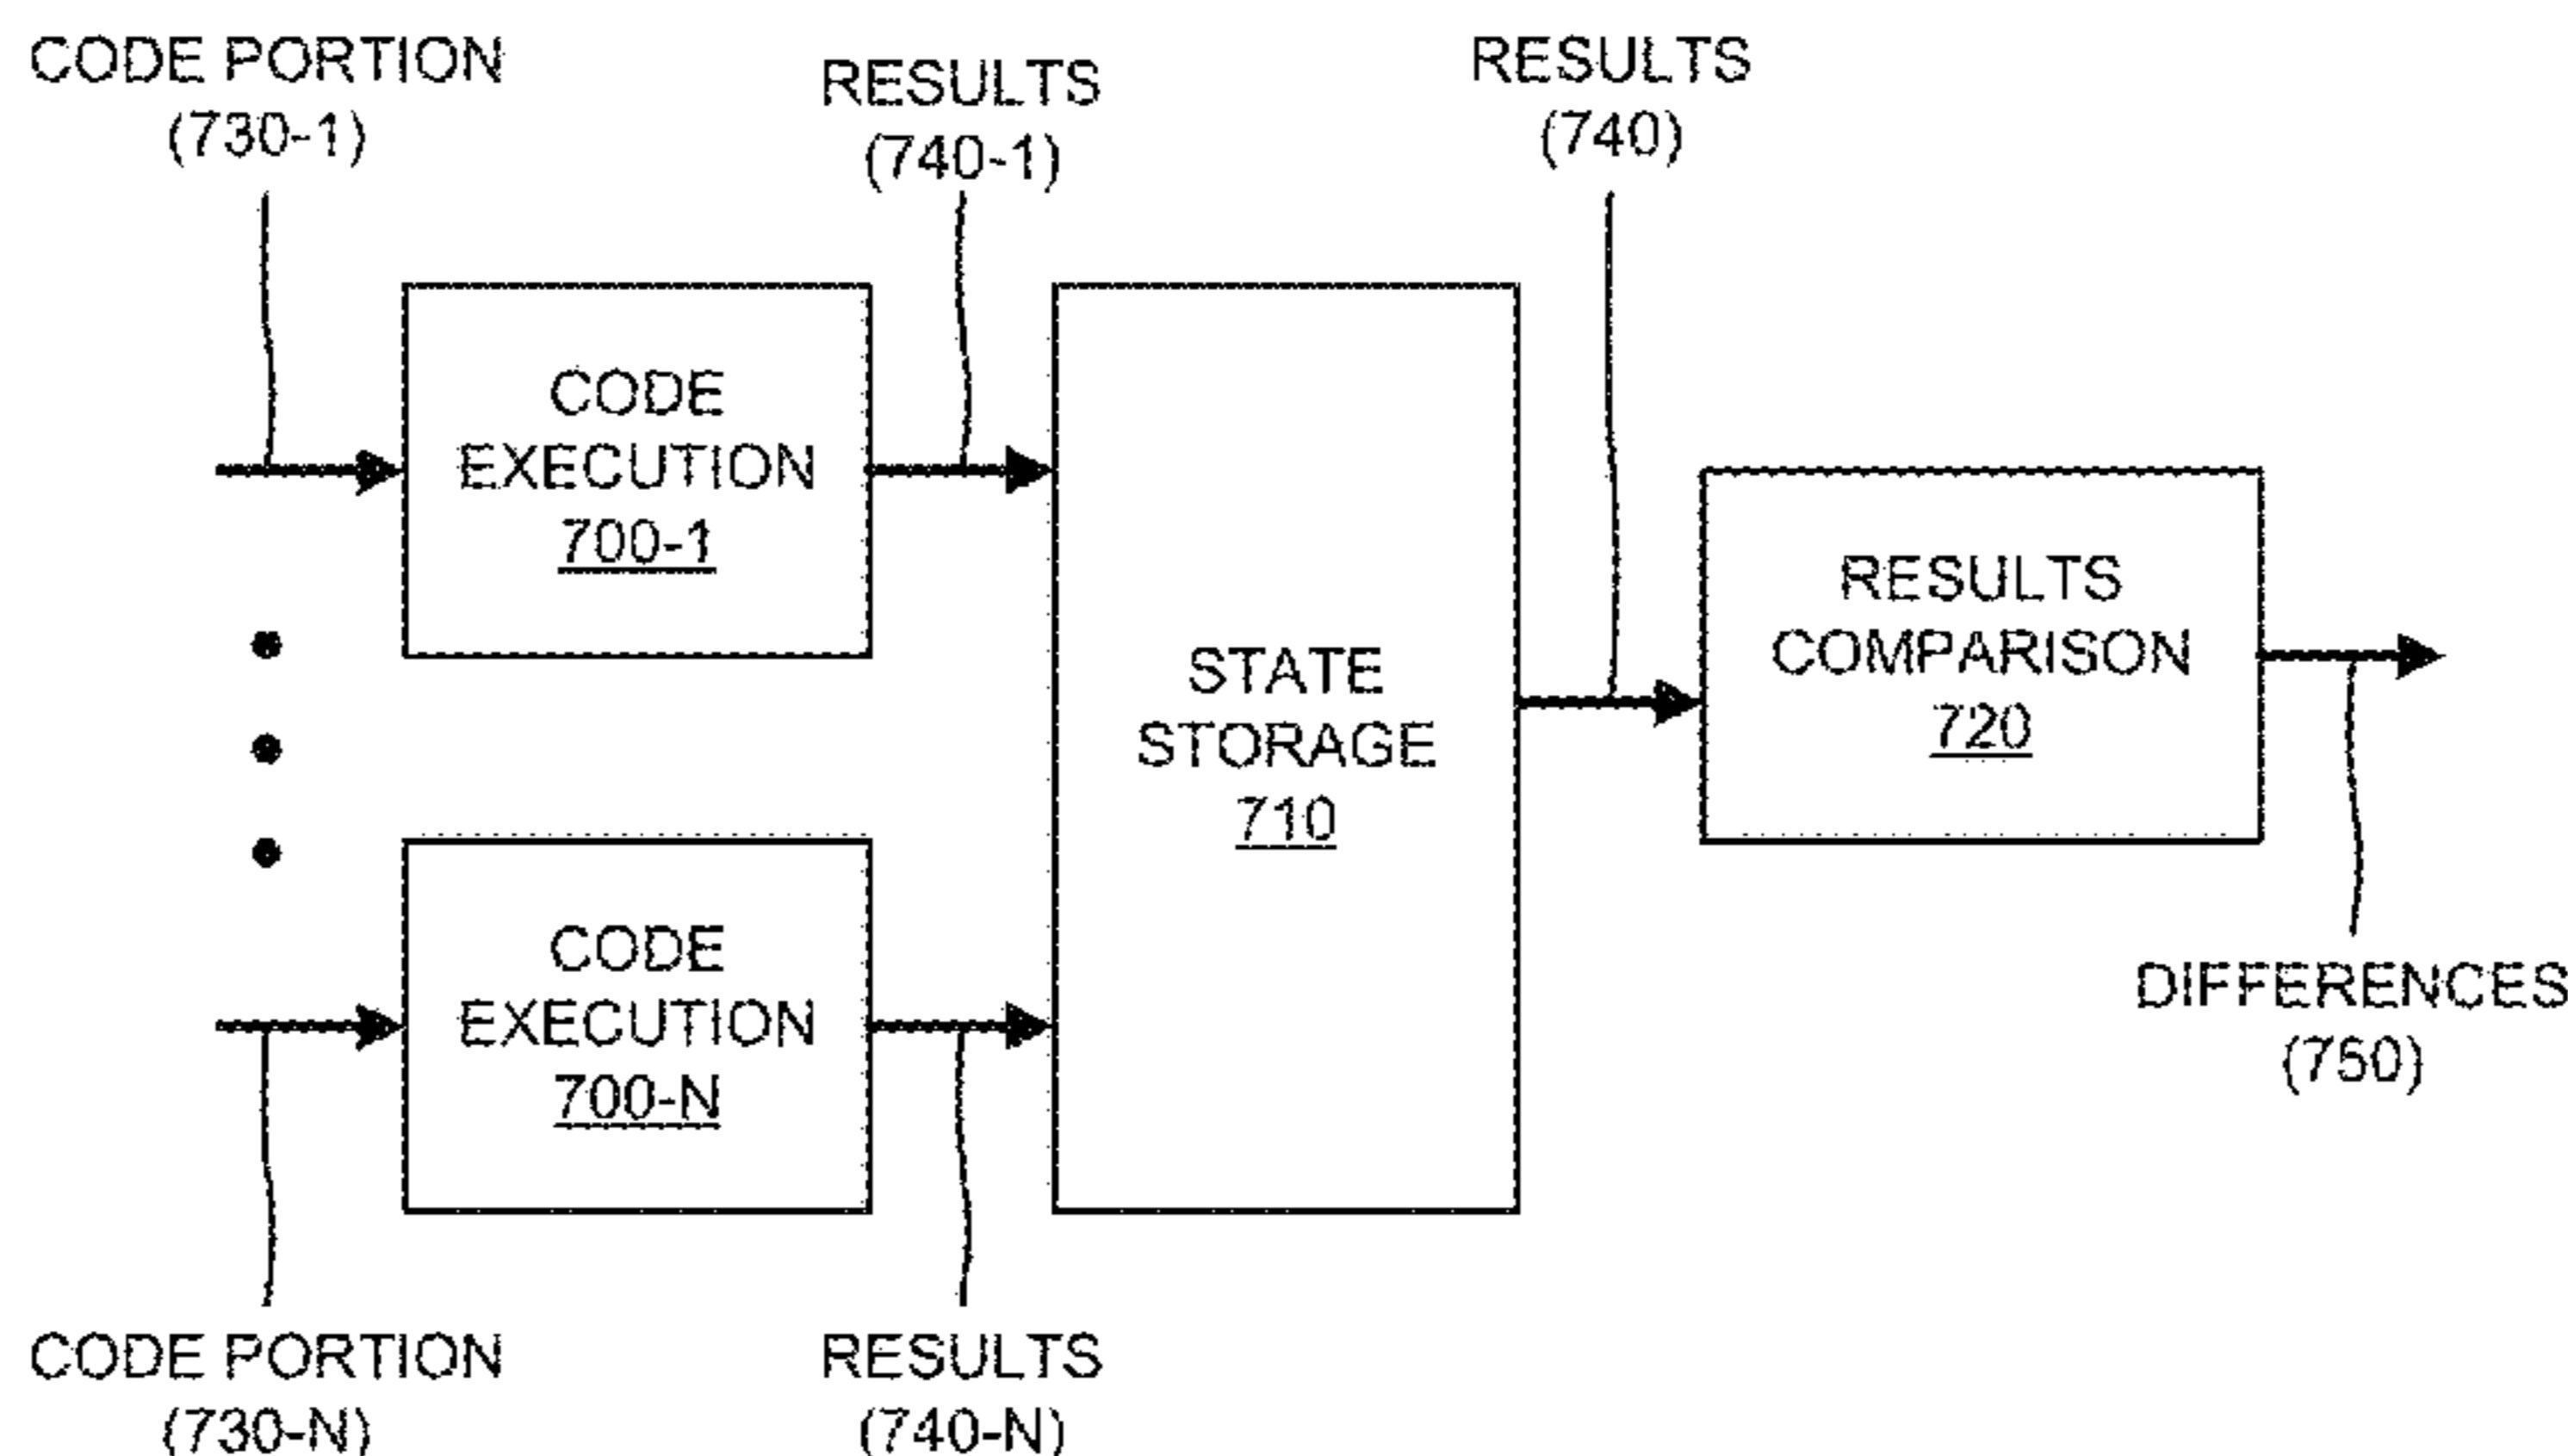 CODE PORTION
(730-1)
RESULTS
(740-1)
RESULTS
(740)
CODE
EXECUTION
700-1
STATE
STORAGE
710
RESULTS
COMPARISON
720
CODE
EXECUTION
700-N
DIFFERENCES
(750)
CODE PORTION
(730-N)
RESULTS
(740-N)